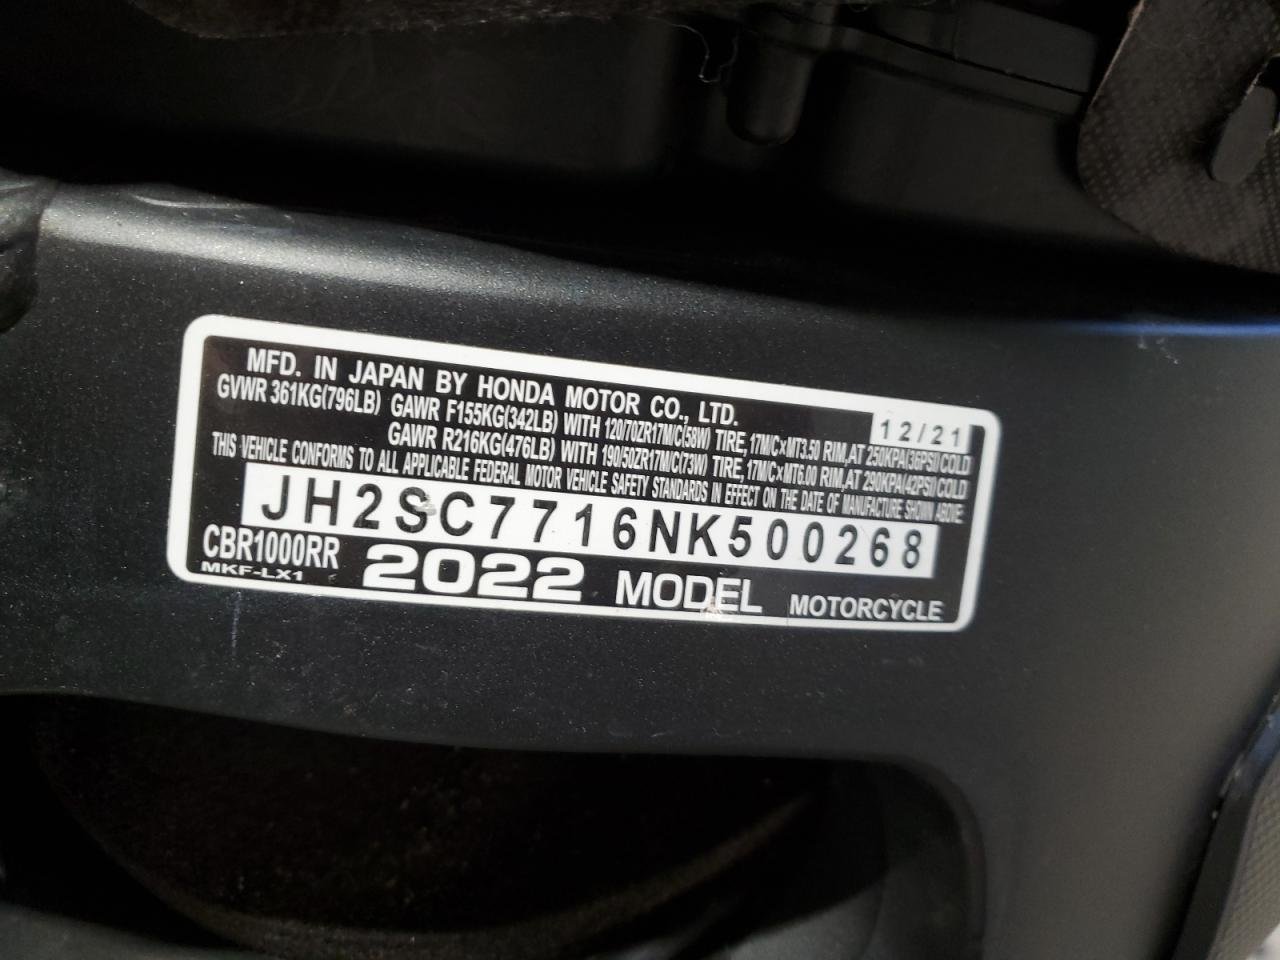 MFD. IN JAPAN BY HONDA MOTOR CO., LTD. 12/21
GVWR 361KG(796LB) GAWR F155KG(342LB) WITH 120/70ZR17M/C(58W) TIRE, 17M/C×MT3.50 RIM,AT 250KPA(36PSI)COLD
GAWR R216KG(476LB) WITH 190/50ZR17M/C(73W) TIRE, 17M/C×MT6.00 RIM,AT 290KPA(42PSI)COLD
THIS VEHICLE CONFORMS TO ALL APPLICABLE FEDERAL MOTOR VEHICLE SAFETY STANDARDS IN EFFECT ON THE DATE OF MANUFACTURE SHOWN ABOVE.
JH2SC7716NK500268
CBR1000RR 2022 MODEL MOTORCYCLE
MKF-LX1